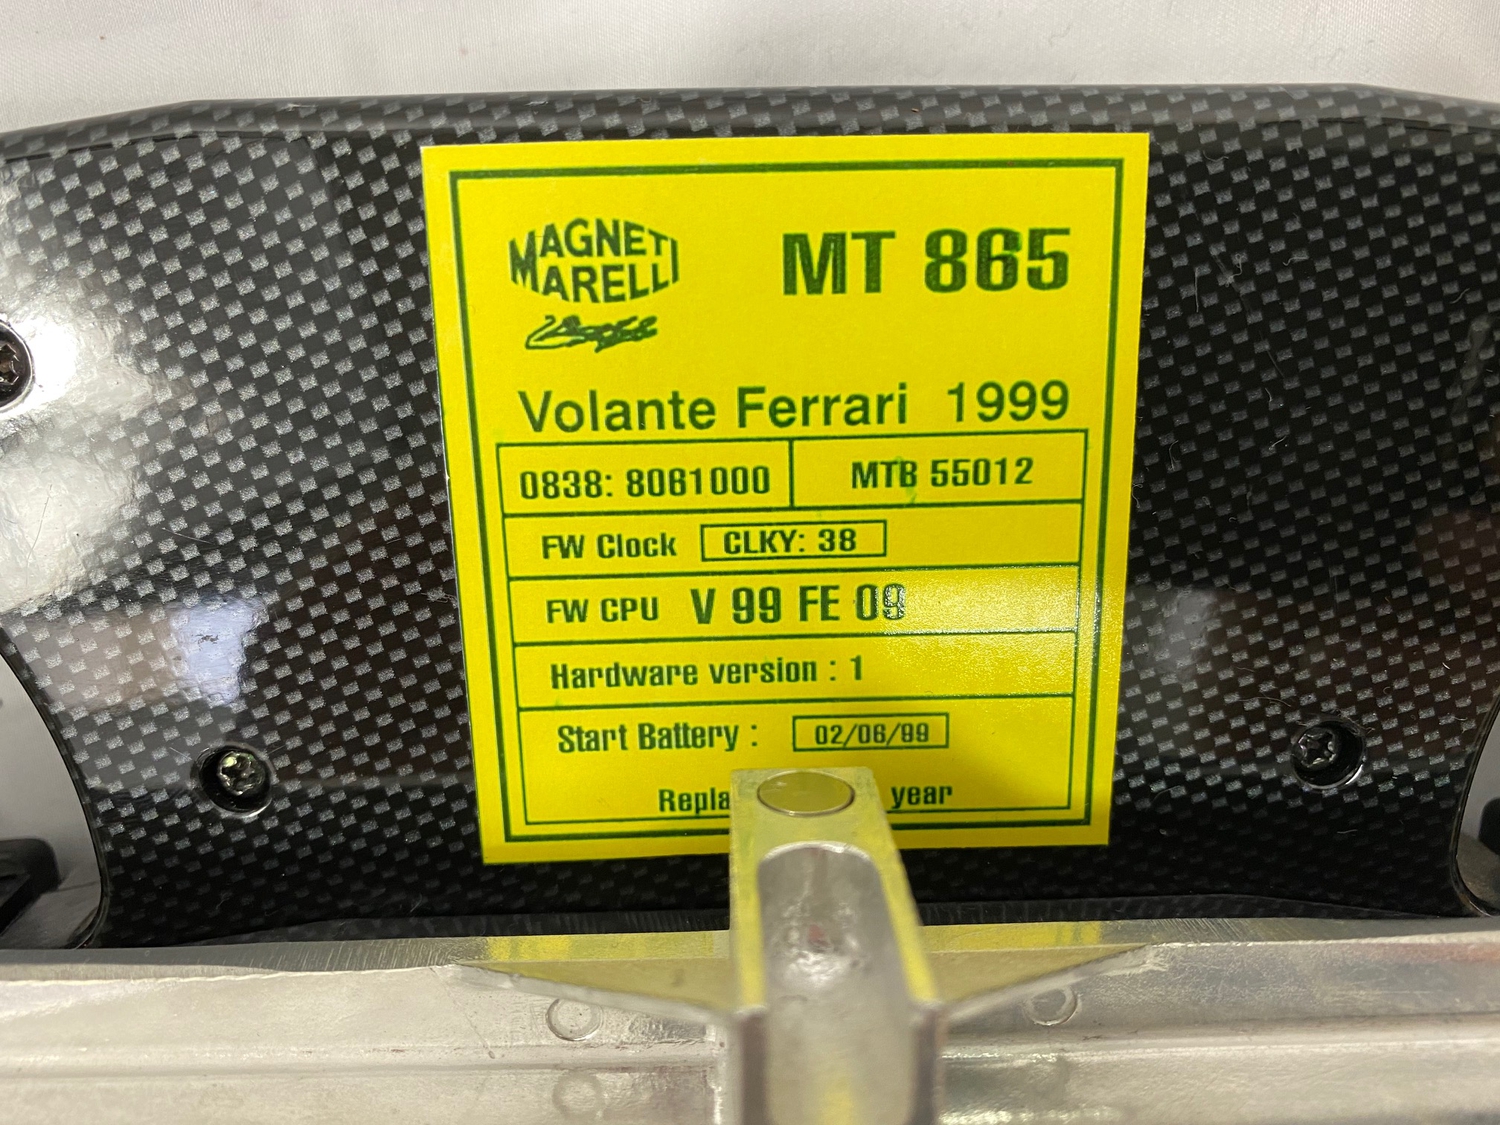 MAGNETI
MARELLI
MT 865
Volante Ferrari 1999
0838: 8061000
MTB 55012
FW Clock CLKY: 38
FW CPU V 99 FE 09
Hardware version : 1
Start Battery : 02/06/99
year